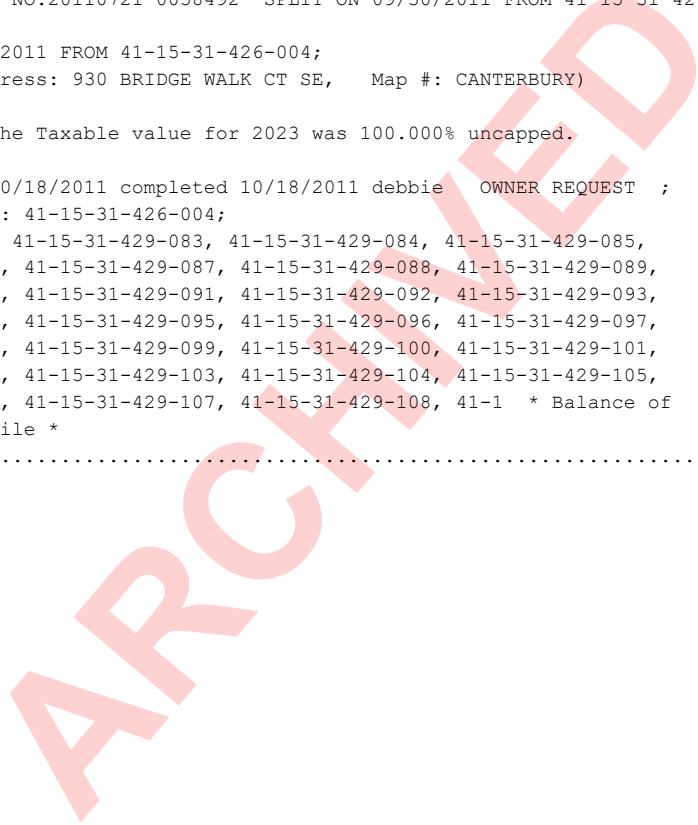 NO.20110721-0058492 SPLIT ON 09/30/2011 FROM 41-15-31-42
2011 FROM 41-15-31-426-004;
ress: 930 BRIDGE WALK CT SE, Map #: CANTERBURY)
he Taxable value for 2023 was 100.000% uncapped.
0/18/2011 completed 10/18/2011 debbie OWNER REQUEST ;
: 41-15-31-426-004;
41-15-31-429-083, 41-15-31-429-084, 41-15-31-429-085,
, 41-15-31-429-087, 41-15-31-429-088, 41-15-31-429-089,
, 41-15-31-429-091, 41-15-31-429-092, 41-15-31-429-093,
, 41-15-31-429-095, 41-15-31-429-096, 41-15-31-429-097,
, 41-15-31-429-099, 41-15-31-429-100, 41-15-31-429-101,
, 41-15-31-429-103, 41-15-31-429-104, 41-15-31-429-105,
, 41-15-31-429-107, 41-15-31-429-108, 41-1 * Balance of
ile *
.........................................................
ARCHIVED